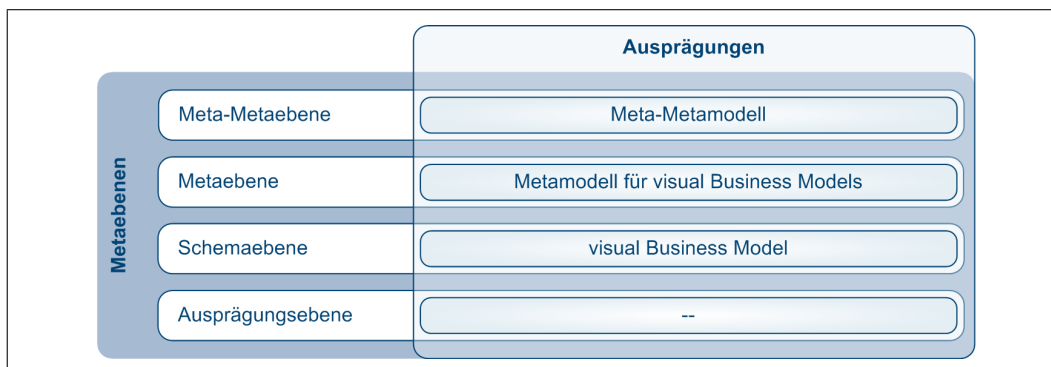 Ausprägungen
Metaebenen
Meta-Metaebene
Meta-Metamodell
Metaebene
Metamodell für visual Business Models
Schemaebene
visual Business Model
Ausprägungsebene
--